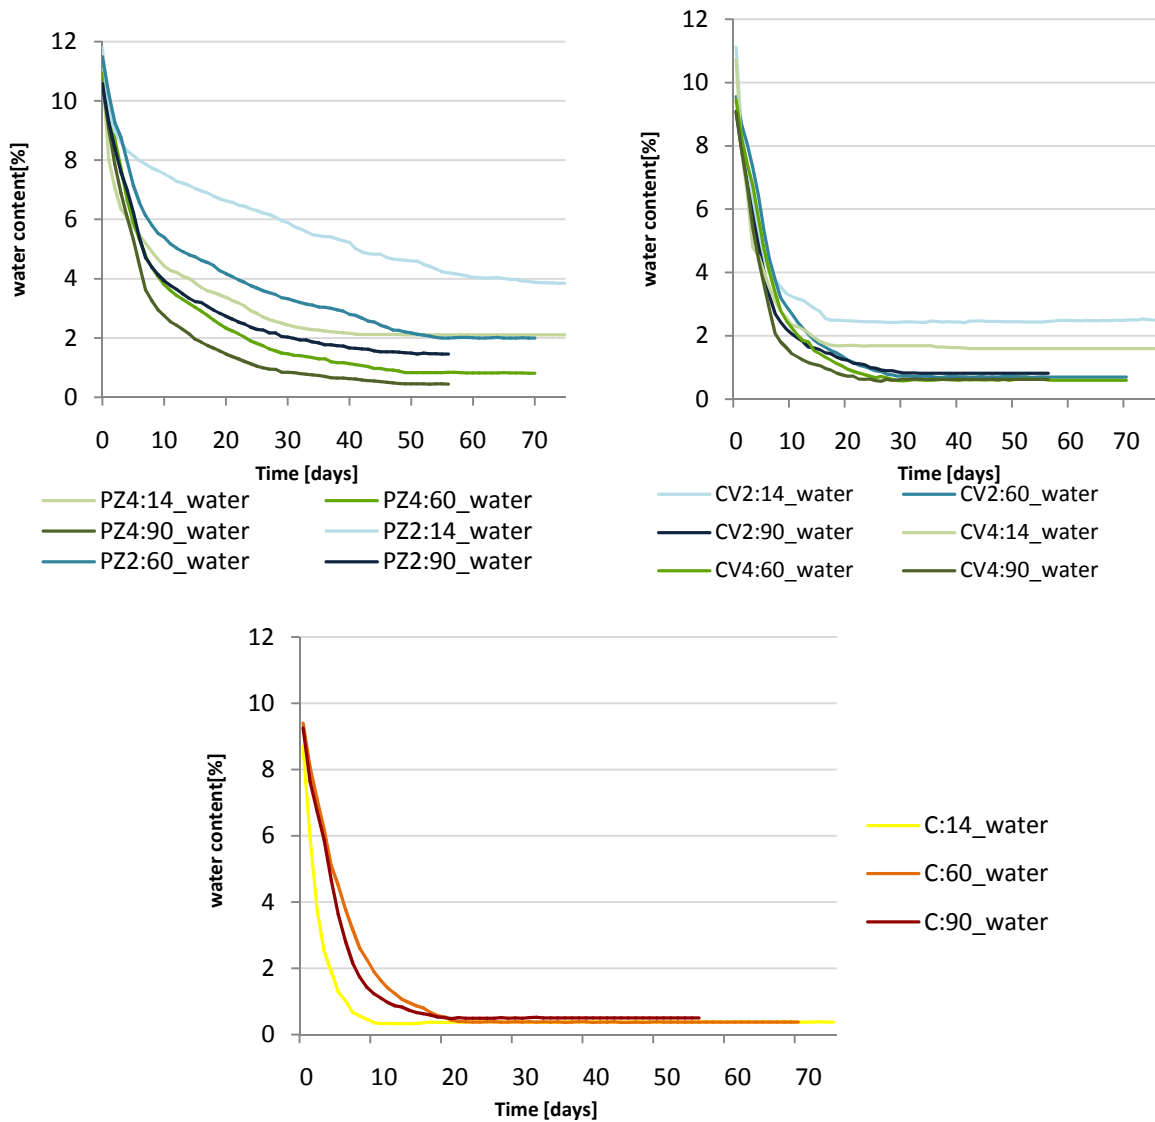 12
10
8
6
4
2
0
water content[%]
0 10 20 30 40 50 60 70
Time [days]
PZ4:14_water PZ4:60_water
PZ4:90_water PZ2:14_water
PZ2:60_water PZ2:90_water
12
10
8
6
4
2
0
water content[%]
0 10 20 30 40 50 60 70
Time [days]
CV2:14_water CV2:60_water
CV2:90_water CV4:14_water
CV4:60_water CV4:90_water
12
10
8
6
4
2
0
water content[%]
0 10 20 30 40 50 60 70
Time [days]
C:14_water
C:60_water
C:90_water